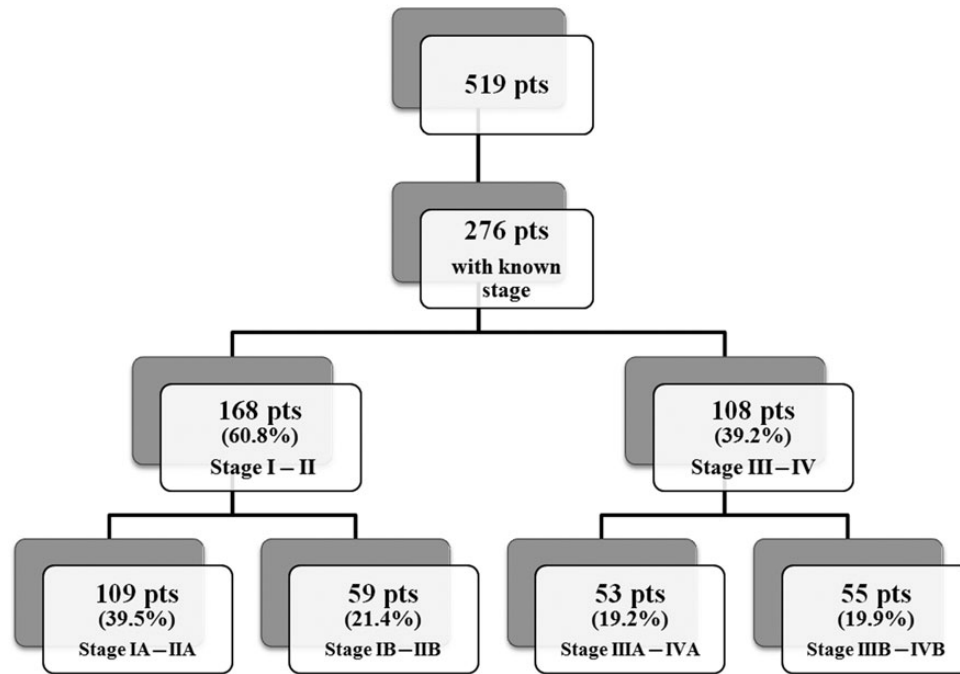 519 pts
276 pts
with known
stage
168 pts
(60.8%)
Stage I – II
108 pts
(39.2%)
Stage III – IV
109 pts
(39.5%)
Stage IA – IIA
59 pts
(21.4%)
Stage IB – IIB
53 pts
(19.2%)
Stage IIIA – IVA
55 pts
(19.9%)
Stage IIIB – IVB